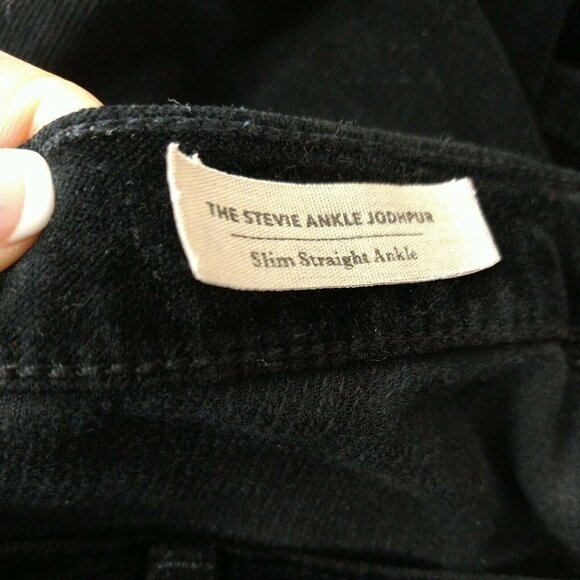 THE STEVIE ANKLE JODHPUR
Slim Straight Ankle